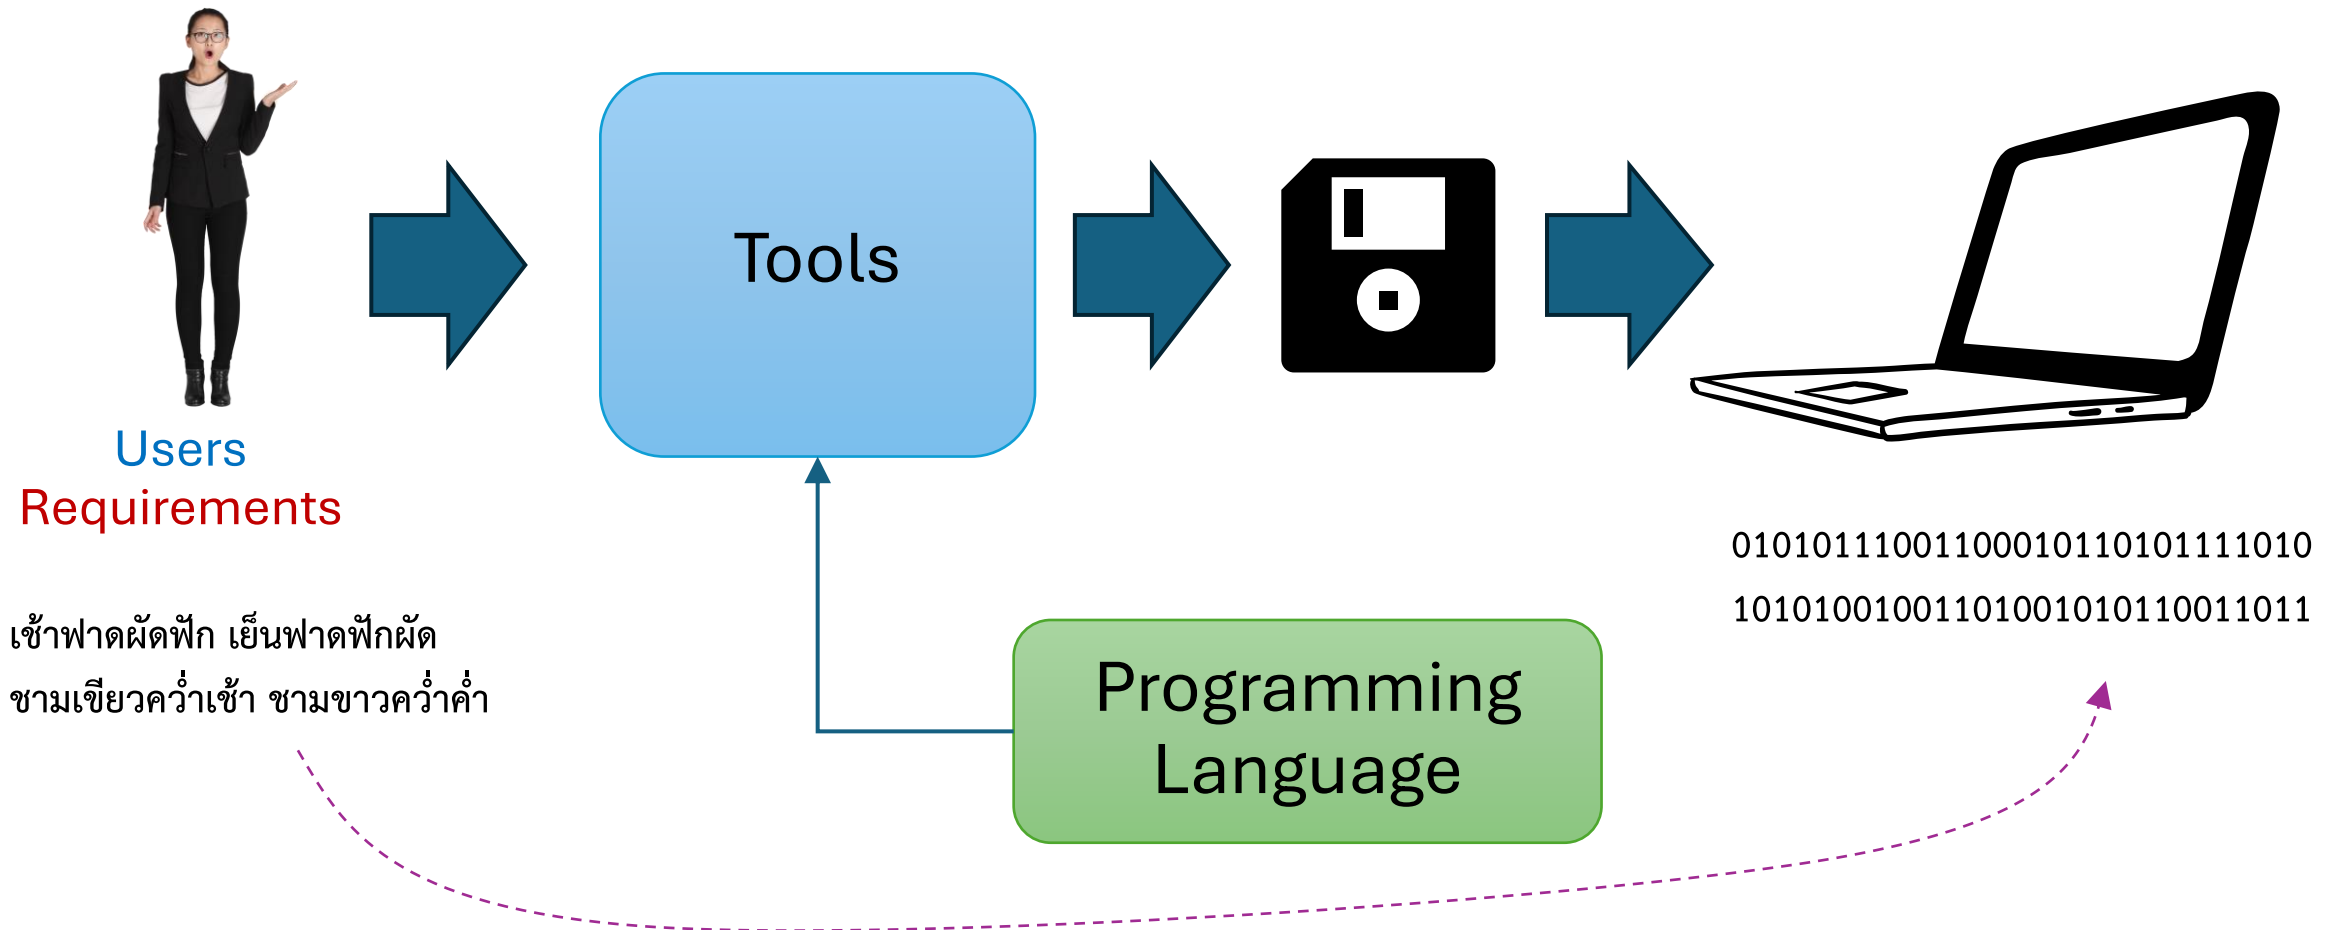 Tools
Users
Requirements
เช้าฟาดผัดฟัก เย็นฟาดฟักผัด
ชามเขียวคว่ำเช้า ชามขาวคว่ำค่ำ
Programming
Language
01010111001100010110101111010
10101001001101001010110011011